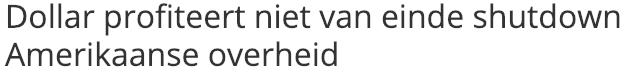 Dollar profiteert niet van einde shutdown
Amerikaanse overheid